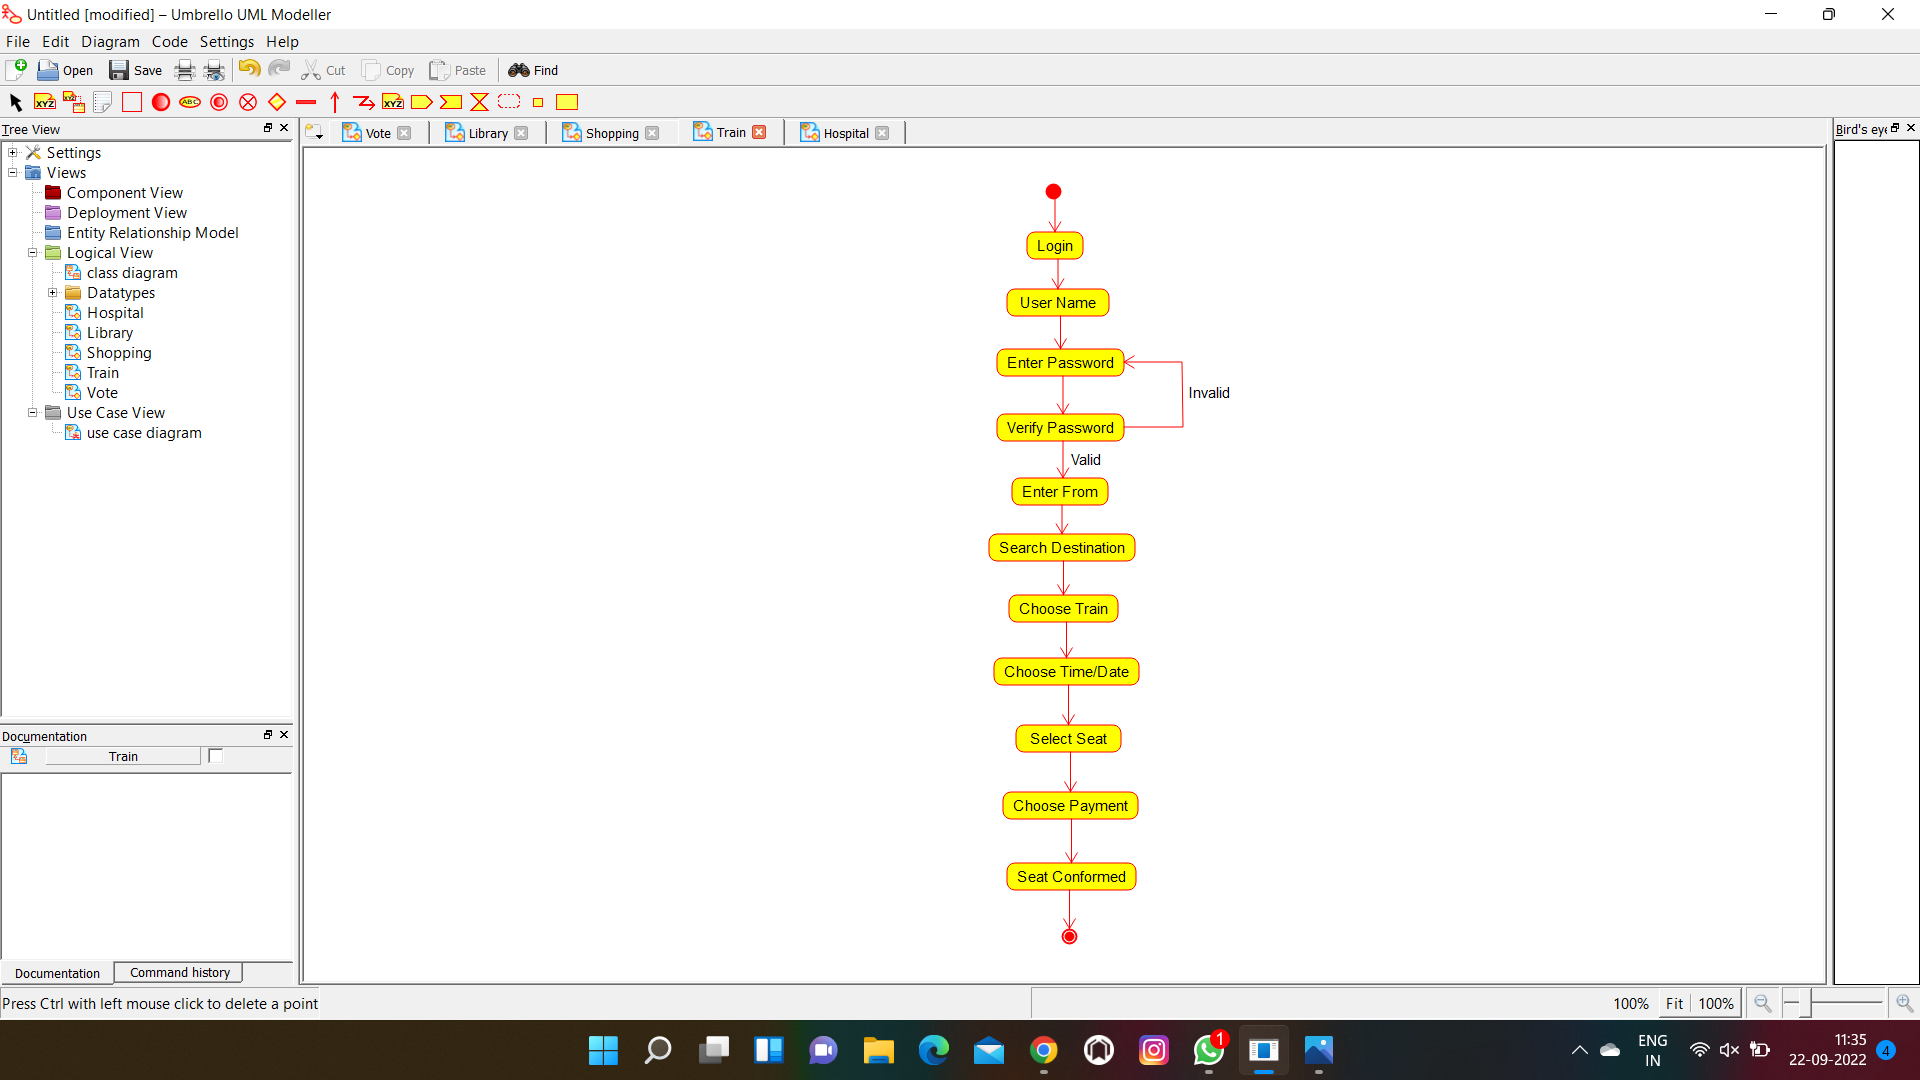 Untitled [modified] – Umbrello UML Modeller
File Edit Diagram Code Settings Help
Open Save Cut Copy Paste Find
XYZ XYZ ABC XYZ
Tree View
Settings
Views
Component View
Deployment View
Entity Relationship Model
Logical View
class diagram
Datatypes
Hospital
Library
Shopping
Train
Vote
Use Case View
use case diagram
Documentation
Train
Documentation Command history
Vote Library Shopping Train Hospital
Login
User Name
Enter Password
Invalid
Verify Password
Valid
Enter From
Search Destination
Choose Train
Choose Time/Date
Select Seat
Choose Payment
Seat Conformed
Bird's eye
Press Ctrl with left mouse click to delete a point
100% Fit 100%
1
ENG
IN
11:35
22-09-2022
4